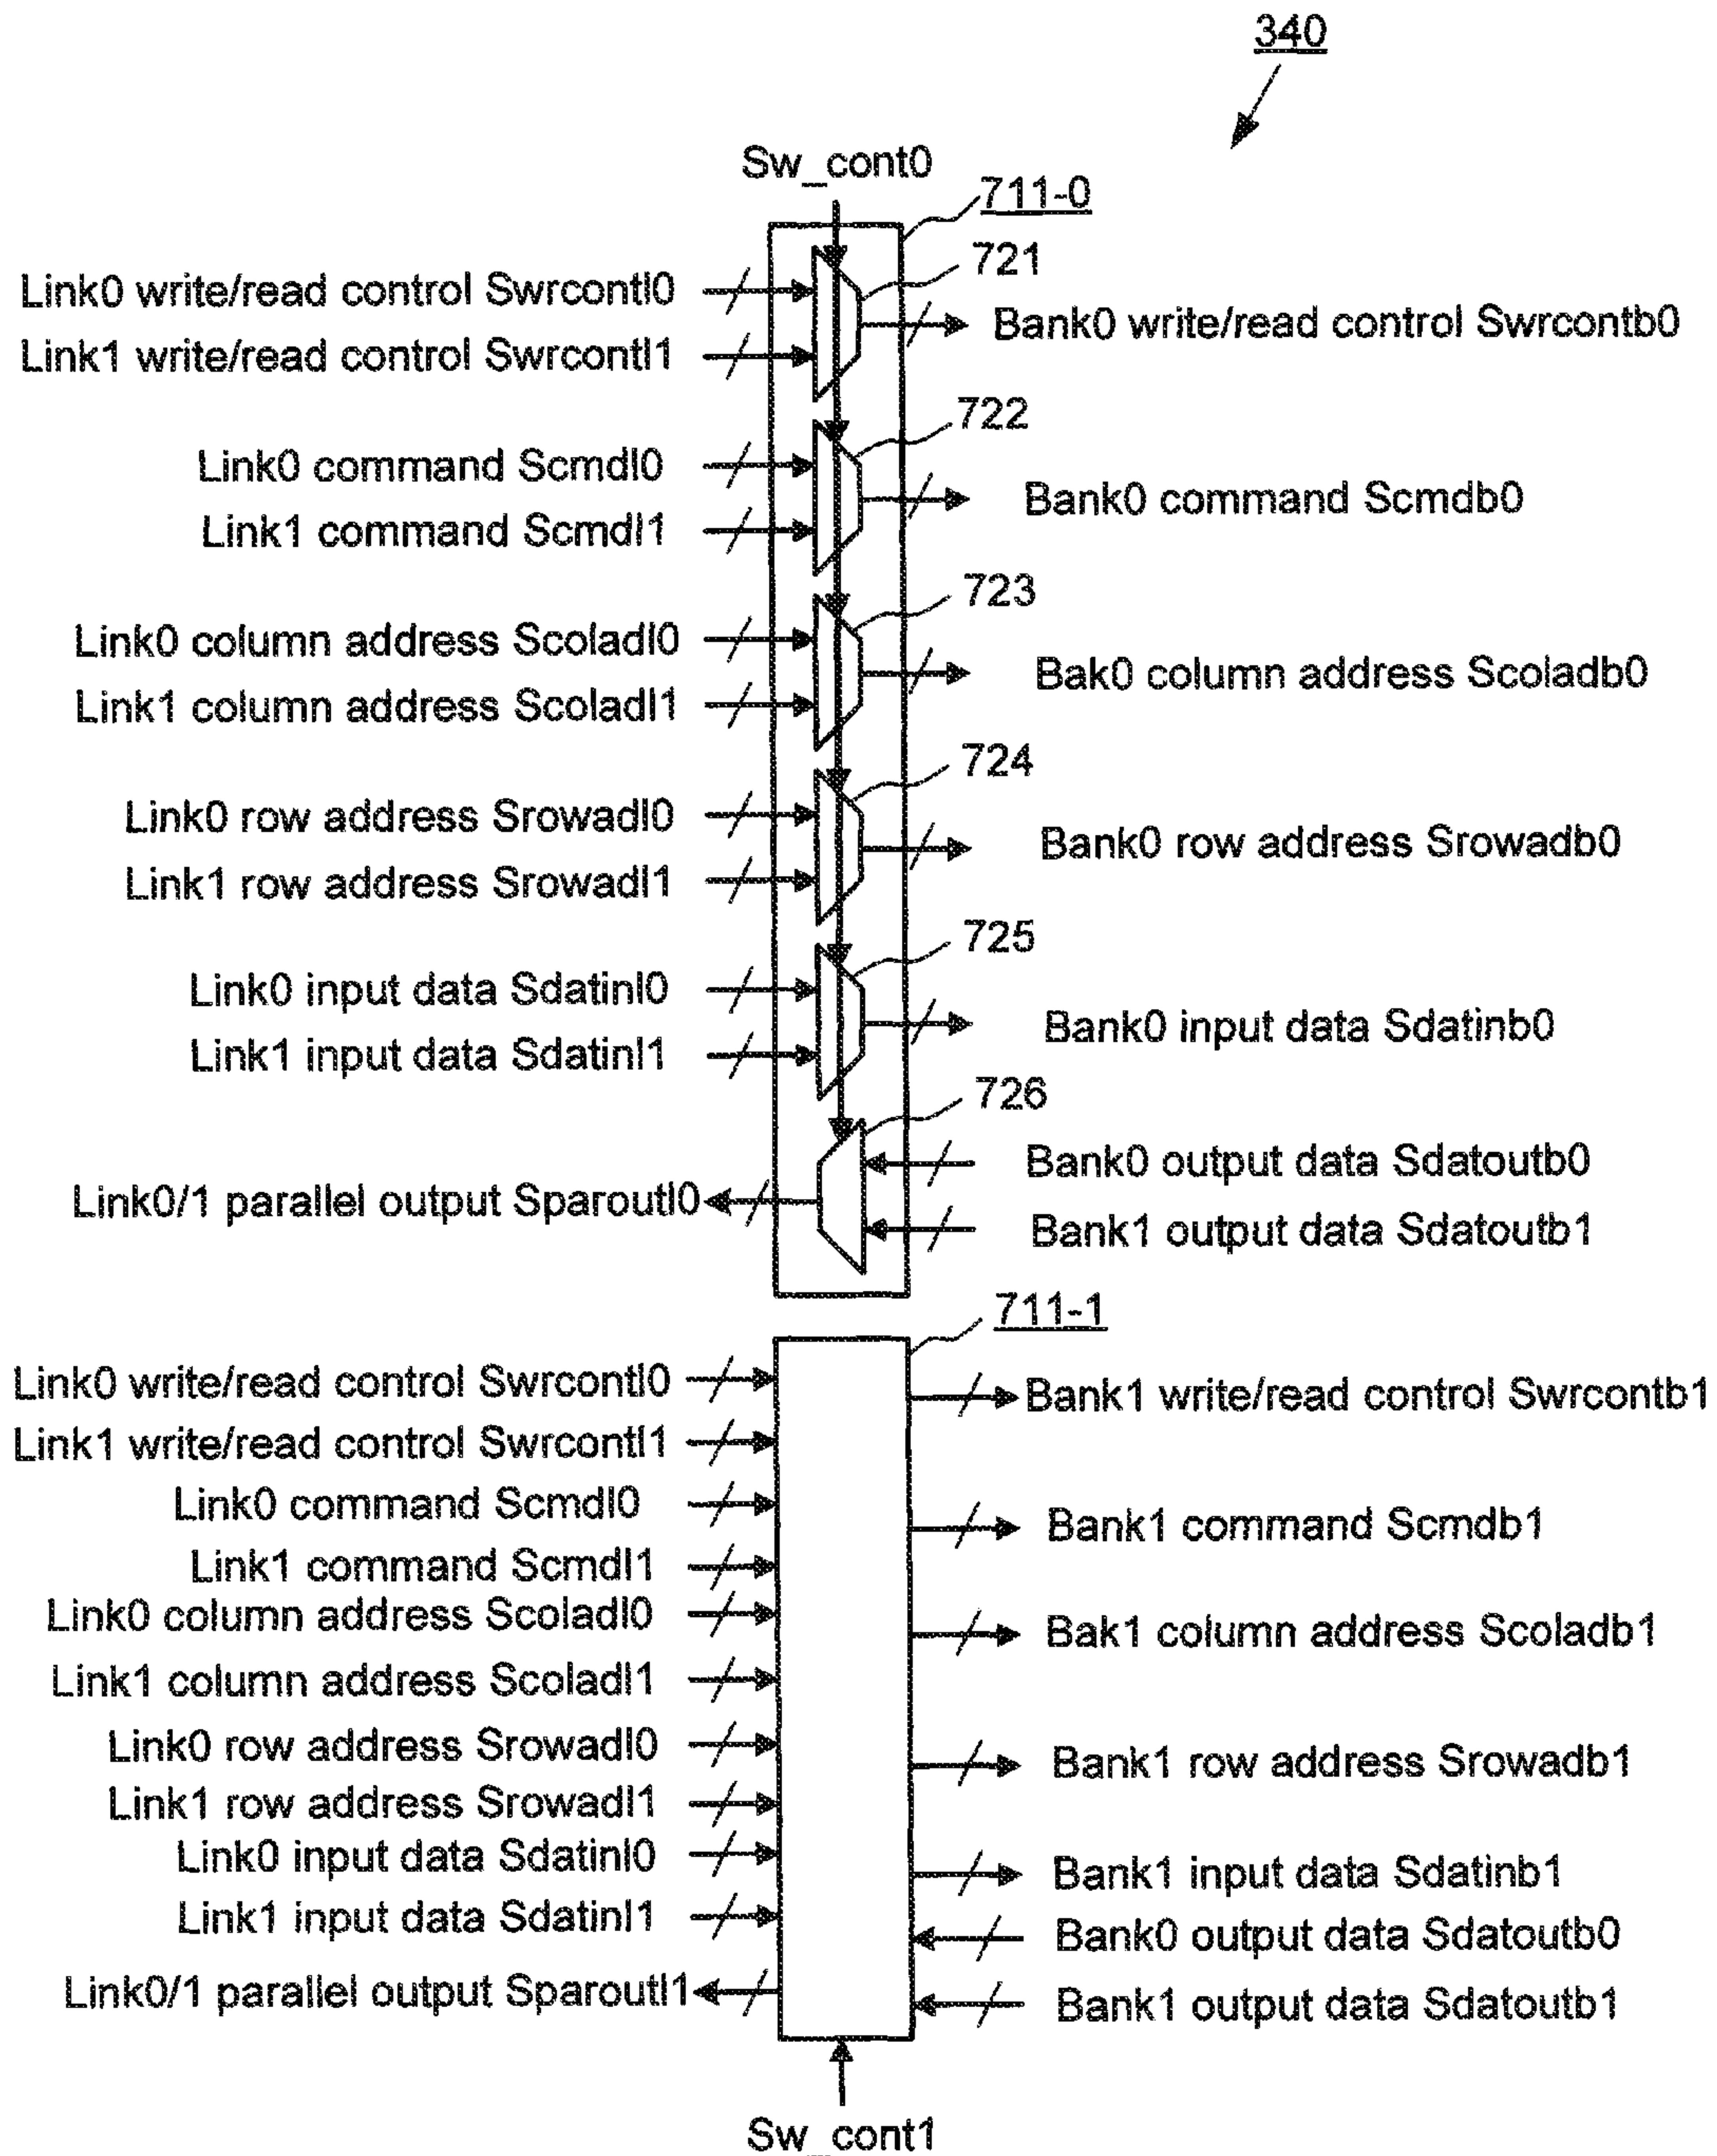 340
Sw_cont0
711-0
721
Link0 write/read control Swrcontl0
Bank0 write/read control Swrcontb0
Link1 write/read control Swrcontl1
722
Link0 command Scmdl0
Bank0 command Scmdb0
Link1 command Scmdl1
723
Link0 column address Scoladl0
Bak0 column address Scoladb0
Link1 column address Scoladl1
724
Link0 row address Srowadl0
Bank0 row address Srowadb0
Link1 row address Srowadl1
725
Link0 input data Sdatinl0
Bank0 input data Sdatinb0
Link1 input data Sdatinl1
726
Bank0 output data Sdatoutb0
Link0/1 parallel output Sparoutl0
Bank1 output data Sdatoutb1
711-1
Link0 write/read control Swrcontl0
Bank1 write/read control Swrcontb1
Link1 write/read control Swrcontl1
Link0 command Scmdl0
Bank1 command Scmdb1
Link1 command Scmdl1
Link0 column address Scoladl0
Bak1 column address Scoladb1
Link1 column address Scoladl1
Link0 row address Srowadl0
Bank1 row address Srowadb1
Link1 row address Srowadl1
Link0 input data Sdatinl0
Bank1 input data Sdatinb1
Link1 input data Sdatinl1
Bank0 output data Sdatoutb0
Link0/1 parallel output Sparoutl1
Bank1 output data Sdatoutb1
Sw_cont1